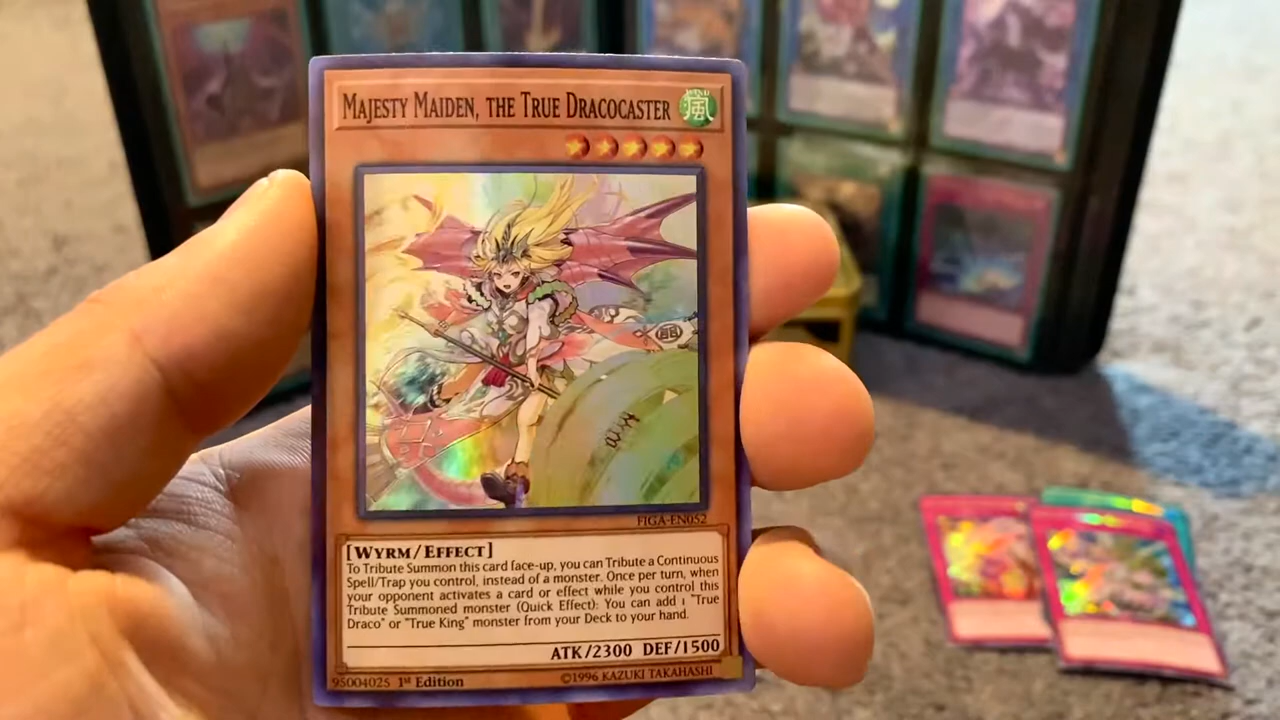 MAJESTY MAIDEN, THE TRUE DRACOCASTER
WIND
風
FIGA-EN052
[WYRM/EFFECT]
To Tribute Summon this card face-up, you can Tribute a Continuous
Spell/Trap you control, instead of a monster. Once per turn, when
your opponent activates a card or effect while you control this
Tribute Summoned monster (Quick Effect): You can add 1 "True
Draco" or "True King" monster from your Deck to your hand.
ATK/2300 DEF/1500
95004025 1st Edition
©1996 KAZUKI TAKAHASHI